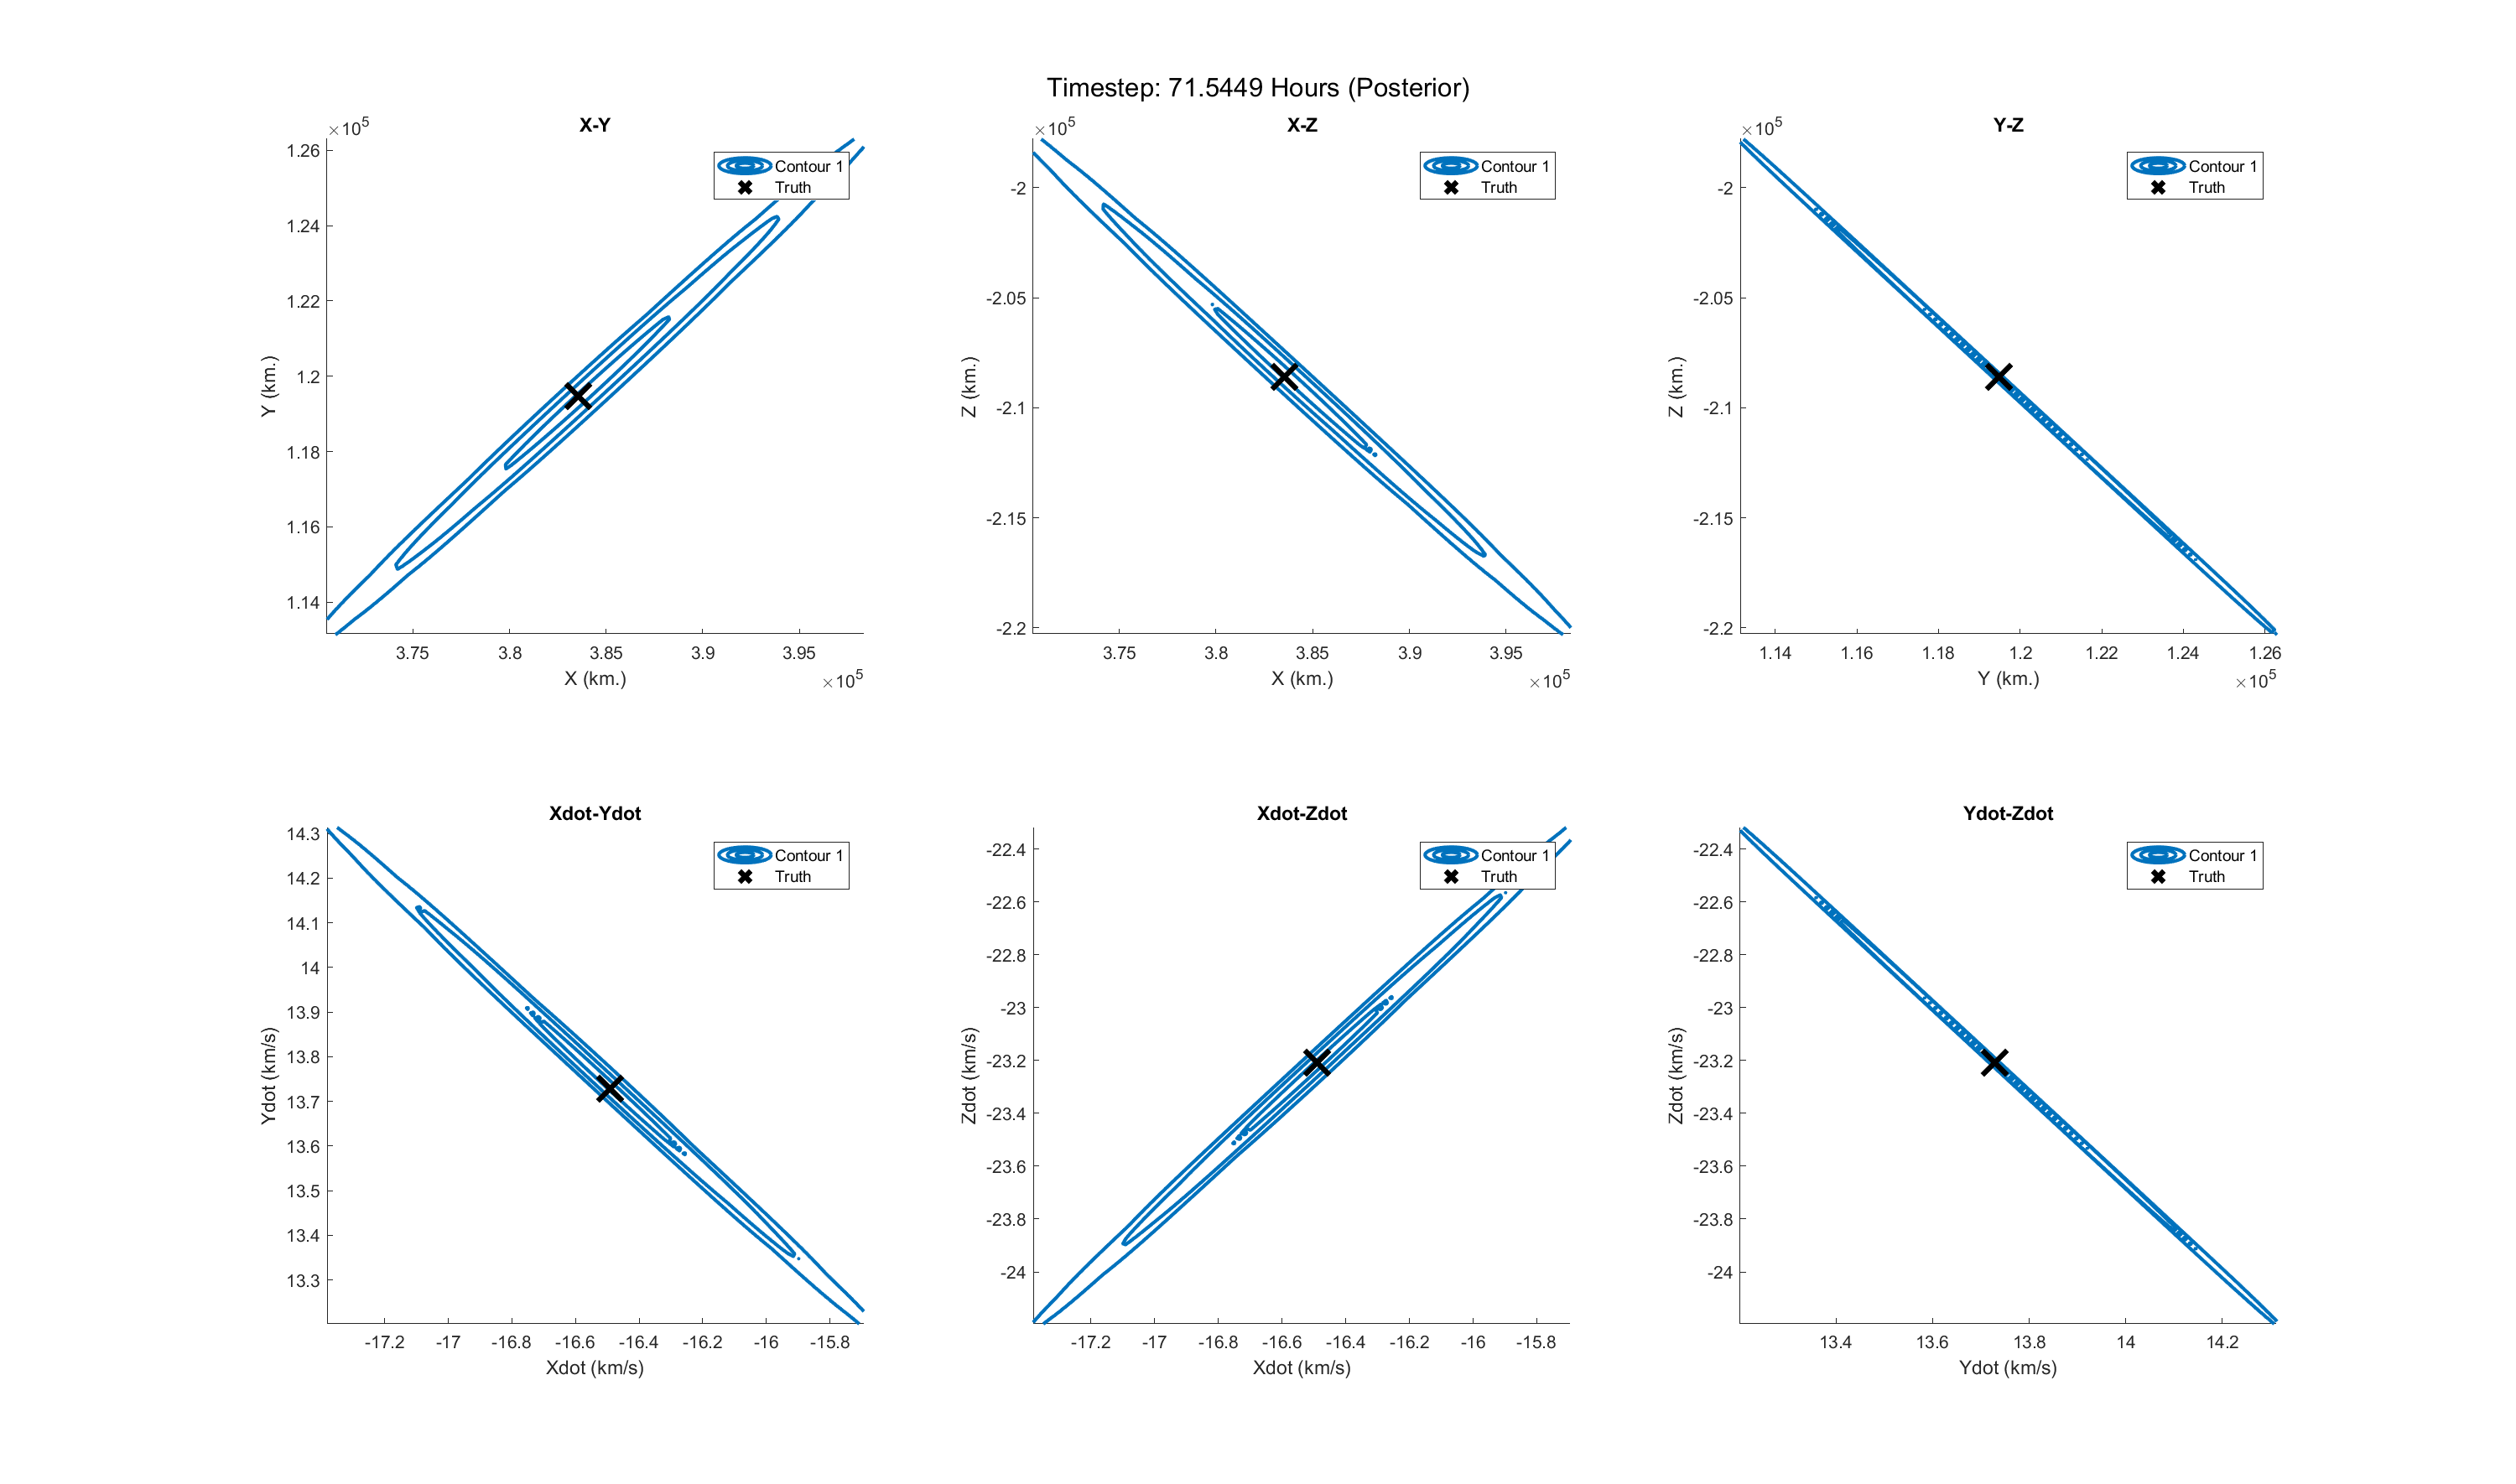 Timestep: 71.5449 Hours (Posterior)
X-Y
×10^5
1.26
1.24
1.22
1.2
1.18
1.16
1.14
Y (km.)
3.75 3.8 3.85 3.9 3.95
X (km.)
×10^5
Contour 1
Truth
X-Z
×10^5
-2
-2.05
-2.1
-2.15
-2.2
Z (km.)
3.75 3.8 3.85 3.9 3.95
X (km.)
×10^5
Contour 1
Truth
Y-Z
×10^5
-2
-2.05
-2.1
-2.15
-2.2
Z (km.)
1.14 1.16 1.18 1.2 1.22 1.24 1.26
Y (km.)
×10^5
Contour 1
Truth
Xdot-Ydot
14.3
14.2
14.1
14
13.9
13.8
13.7
13.6
13.5
13.4
13.3
Ydot (km/s)
-17.2 -17 -16.8 -16.6 -16.4 -16.2 -16 -15.8
Xdot (km/s)
Contour 1
Truth
Xdot-Zdot
-22.4
-22.6
-22.8
-23
-23.2
-23.4
-23.6
-23.8
-24
Zdot (km/s)
-17.2 -17 -16.8 -16.6 -16.4 -16.2 -16 -15.8
Xdot (km/s)
Contour 1
Truth
Ydot-Zdot
-22.4
-22.6
-22.8
-23
-23.2
-23.4
-23.6
-23.8
-24
Zdot (km/s)
13.4 13.6 13.8 14 14.2
Ydot (km/s)
Contour 1
Truth